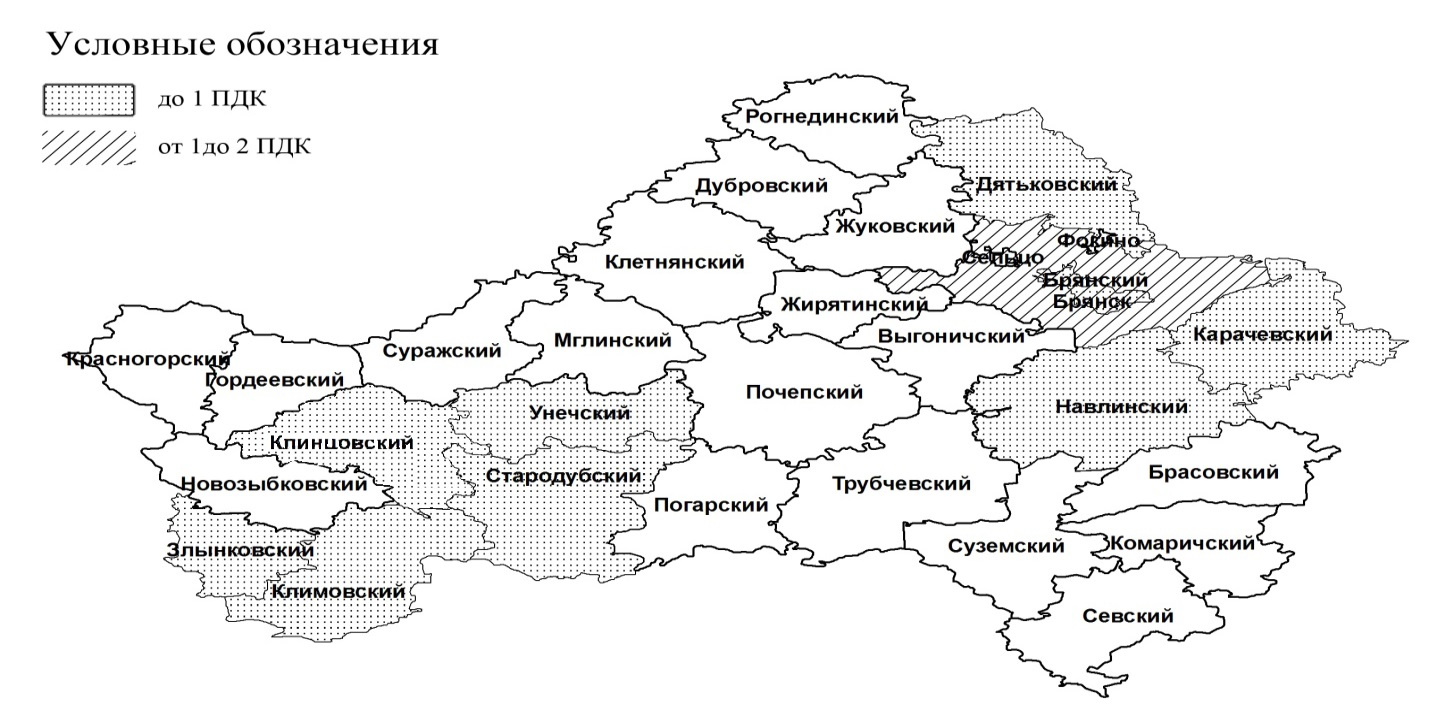 Условные обозначения
до 1 ПДК
от 1до 2 ПДК
Рогнединский
Дятьковский
Дубровский
Жуковский
Фокино
Сельцо
Клетнянский
Брянский
Брянск
Жирятинский
Карачевский
Выгоничский
Мглинский
Суражский
Красногорский
Гордеевский
Почепский
Навлинский
Унечский
Клинцовский
Брасовский
Стародубский
Новозыбковский
Трубчевский
Погарский
Комаричский
Суземский
Злынковский
Климовский
Севский